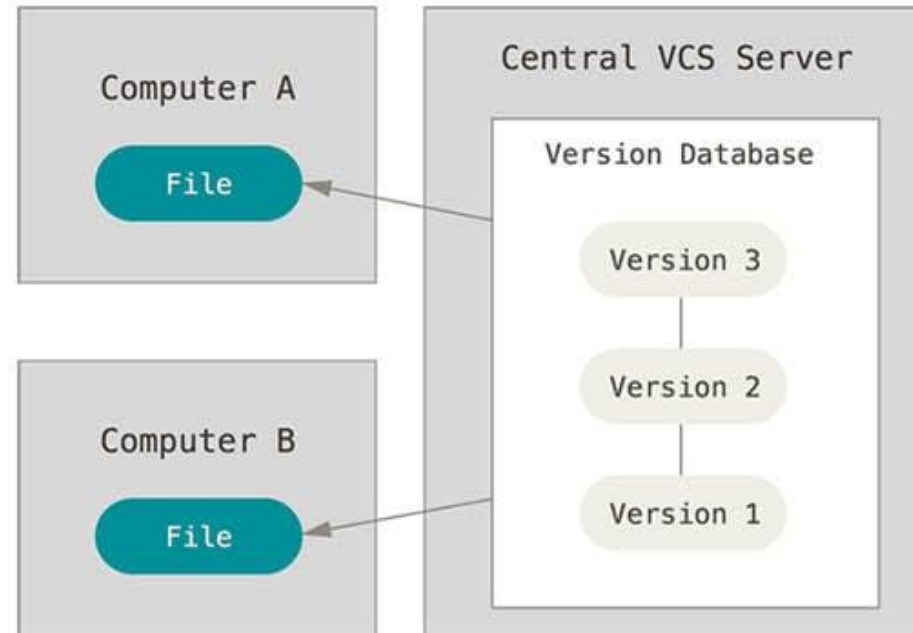 Computer A
File
Computer B
File
Central VCS Server
Version Database
Version 3
Version 2
Version 1